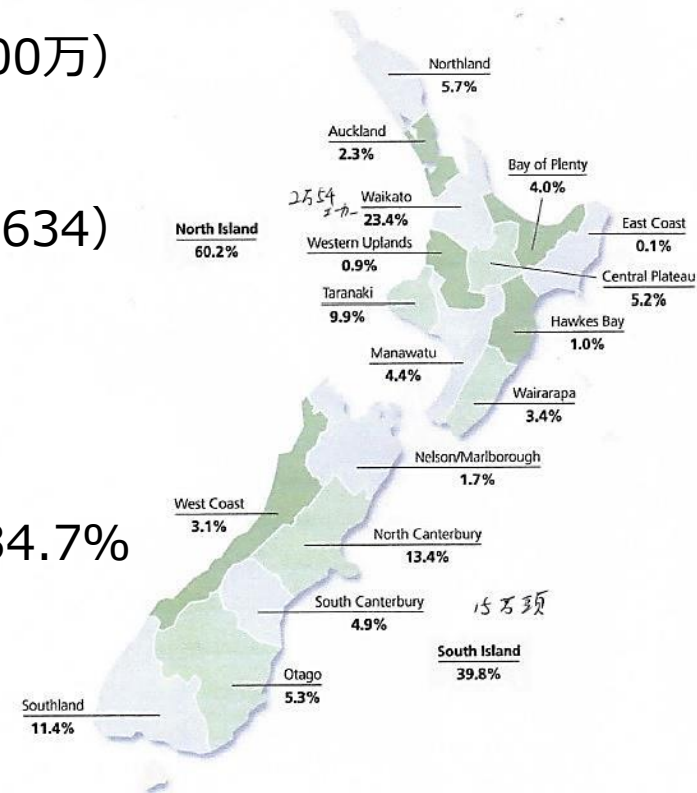 00万）
634）
34.7%
Northland
5.7%
Auckland
2.3%
Bay of Plenty
4.0%
Waikato
23.4%
East Coast
0.1%
North Island
60.2%
Western Uplands
0.9%
Central Plateau
5.2%
Taranaki
9.9%
Hawkes Bay
1.0%
Manawatu
4.4%
Wairarapa
3.4%
Nelson/Marlborough
1.7%
West Coast
3.1%
North Canterbury
13.4%
South Canterbury
4.9%
15万頭
South Island
39.8%
Otago
5.3%
Southland
11.4%